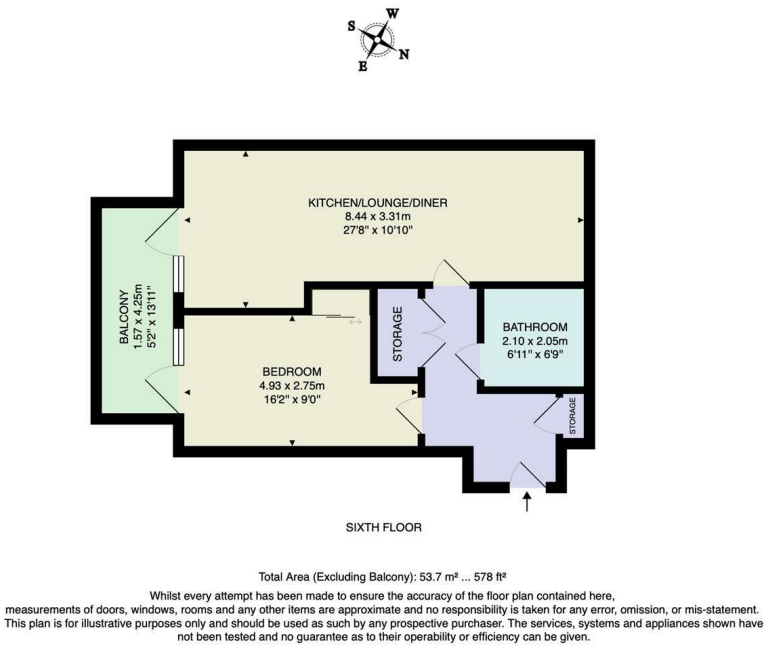 W
S
N
E
KITCHEN/LOUNGE/DINER
8.44 x 3.31m
27'8" x 10'10"
BALCONY
1.57 x 4.25m
5'2" x 13'11"
STORAGE
BATHROOM
2.10 x 2.05m
6'11" x 6'9"
BEDROOM
4.93 x 2.75m
16'2" x 9'0"
STORAGE
SIXTH FLOOR
Total Area (Excluding Balcony): 53.7 m² ... 578 ft²
Whilst every attempt has been made to ensure the accuracy of the floor plan contained here,
measurements of doors, windows, rooms and any other items are approximate and no responsibility is taken for any error, omission, or mis-statement.
This plan is for illustrative purposes only and should be used as such by any prospective purchaser. The services, systems and appliances shown have
not been tested and no guarantee as to their operability or efficiency can be given.